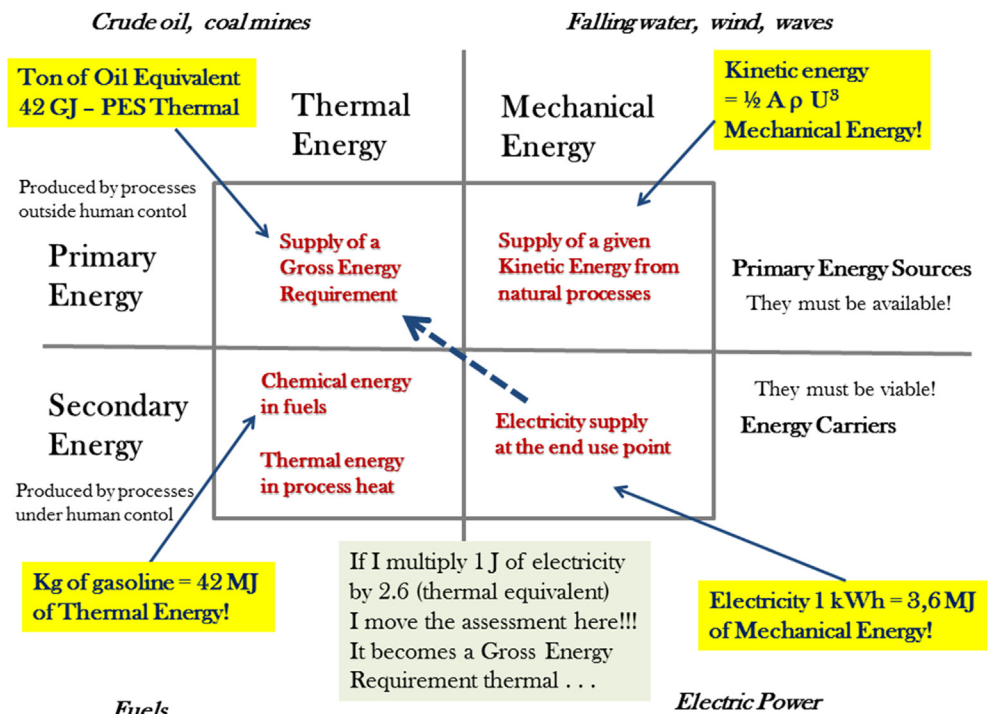 Crude oil, coal mines
Falling water, wind, waves
Ton of Oil Equivalent
42 GJ – PES Thermal
Thermal
Energy
Mechanical
Energy
Kinetic energy
= ½ A ρ U³
Mechanical Energy!
Produced by processes
outside human contol
Primary
Energy
Supply of a
Gross Energy
Requirement
Supply of a given
Kinetic Energy from
natural processes
Primary Energy Sources
They must be available!
Secondary
Energy
Chemical energy
in fuels
Thermal energy
in process heat
Electricity supply
at the end use point
They must be viable!
Energy Carriers
Produced by processes
under human contol
Kg of gasoline = 42 MJ
of Thermal Energy!
If I multiply 1 J of electricity
by 2.6 (thermal equivalent)
I move the assessment here!!!
It becomes a Gross Energy
Requirement thermal . . .
Electricity 1 kWh = 3,6 MJ
of Mechanical Energy!
Fuels
Electric Power